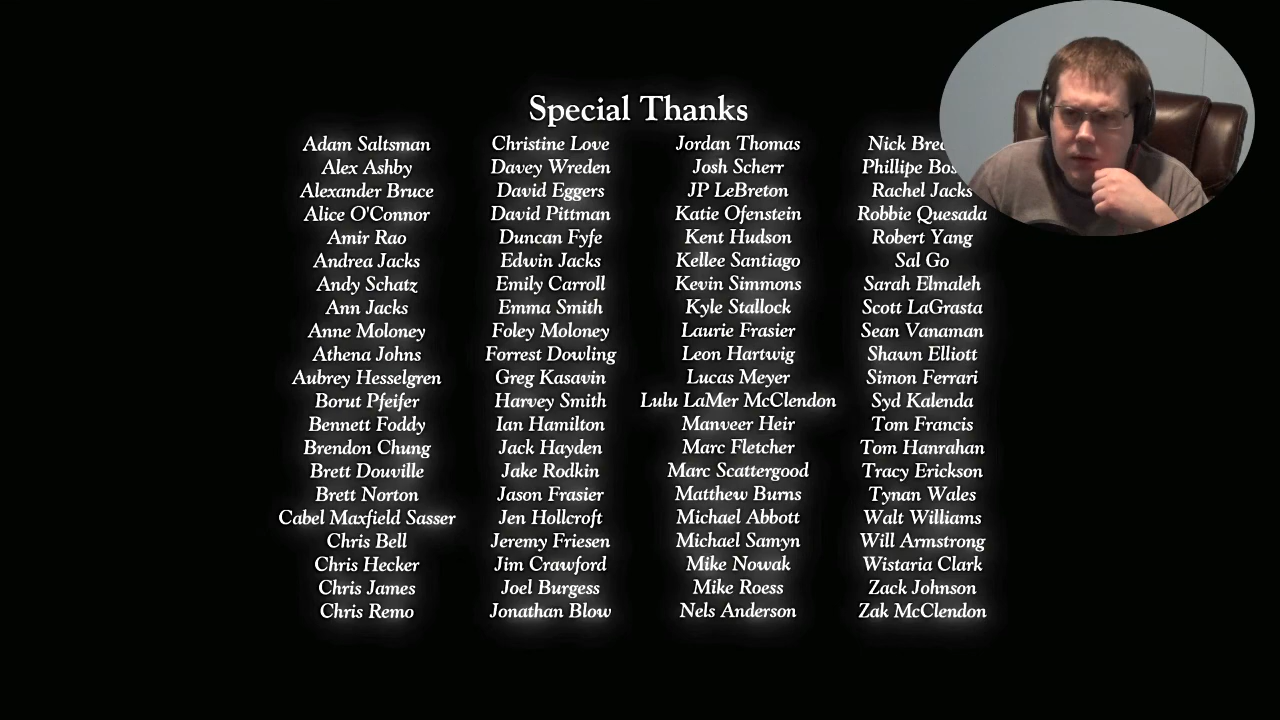 Special Thanks
Adam Saltsman
Alex Ashby
Alexander Bruce
Alice O'Connor
Amir Rao
Andrea Jacks
Andy Schatz
Ann Jacks
Anne Moloney
Athena Johns
Aubrey Hesselgren
Borut Pfeifer
Bennett Foddy
Brendon Chung
Brett Douville
Brett Norton
Cabel Maxfield Sasser
Chris Bell
Chris Hecker
Chris James
Chris Remo
Christine Love
Davey Wreden
David Eggers
David Pittman
Duncan Fyfe
Edwin Jacks
Emily Carroll
Emma Smith
Foley Moloney
Forrest Dowling
Greg Kasavin
Harvey Smith
Ian Hamilton
Jack Hayden
Jake Rodkin
Jason Frasier
Jen Hollcroft
Jeremy Friesen
Jim Crawford
Joel Burgess
Jonathan Blow
Jordan Thomas
Josh Scherr
JP LeBreton
Katie Ofenstein
Kent Hudson
Kellee Santiago
Kevin Simmons
Kyle Stallock
Laurie Frasier
Leon Hartwig
Lucas Meyer
Lulu LaMer McClendon
Manveer Heir
Marc Fletcher
Marc Scattergood
Matthew Burns
Michael Abbott
Michael Samyn
Mike Nowak
Mike Roess
Nels Anderson
Nick
Phillipe
Rachel Jacks
Robbie Quesada
Robert Yang
Sal Go
Sarah Elmaleh
Scott LaGrasta
Sean Vanaman
Shawn Elliott
Simon Ferrari
Syd Kalenda
Tom Francis
Tom Hanrahan
Tracy Erickson
Tynan Wales
Walt Williams
Will Armstrong
Wistaria Clark
Zack Johnson
Zak McClendon